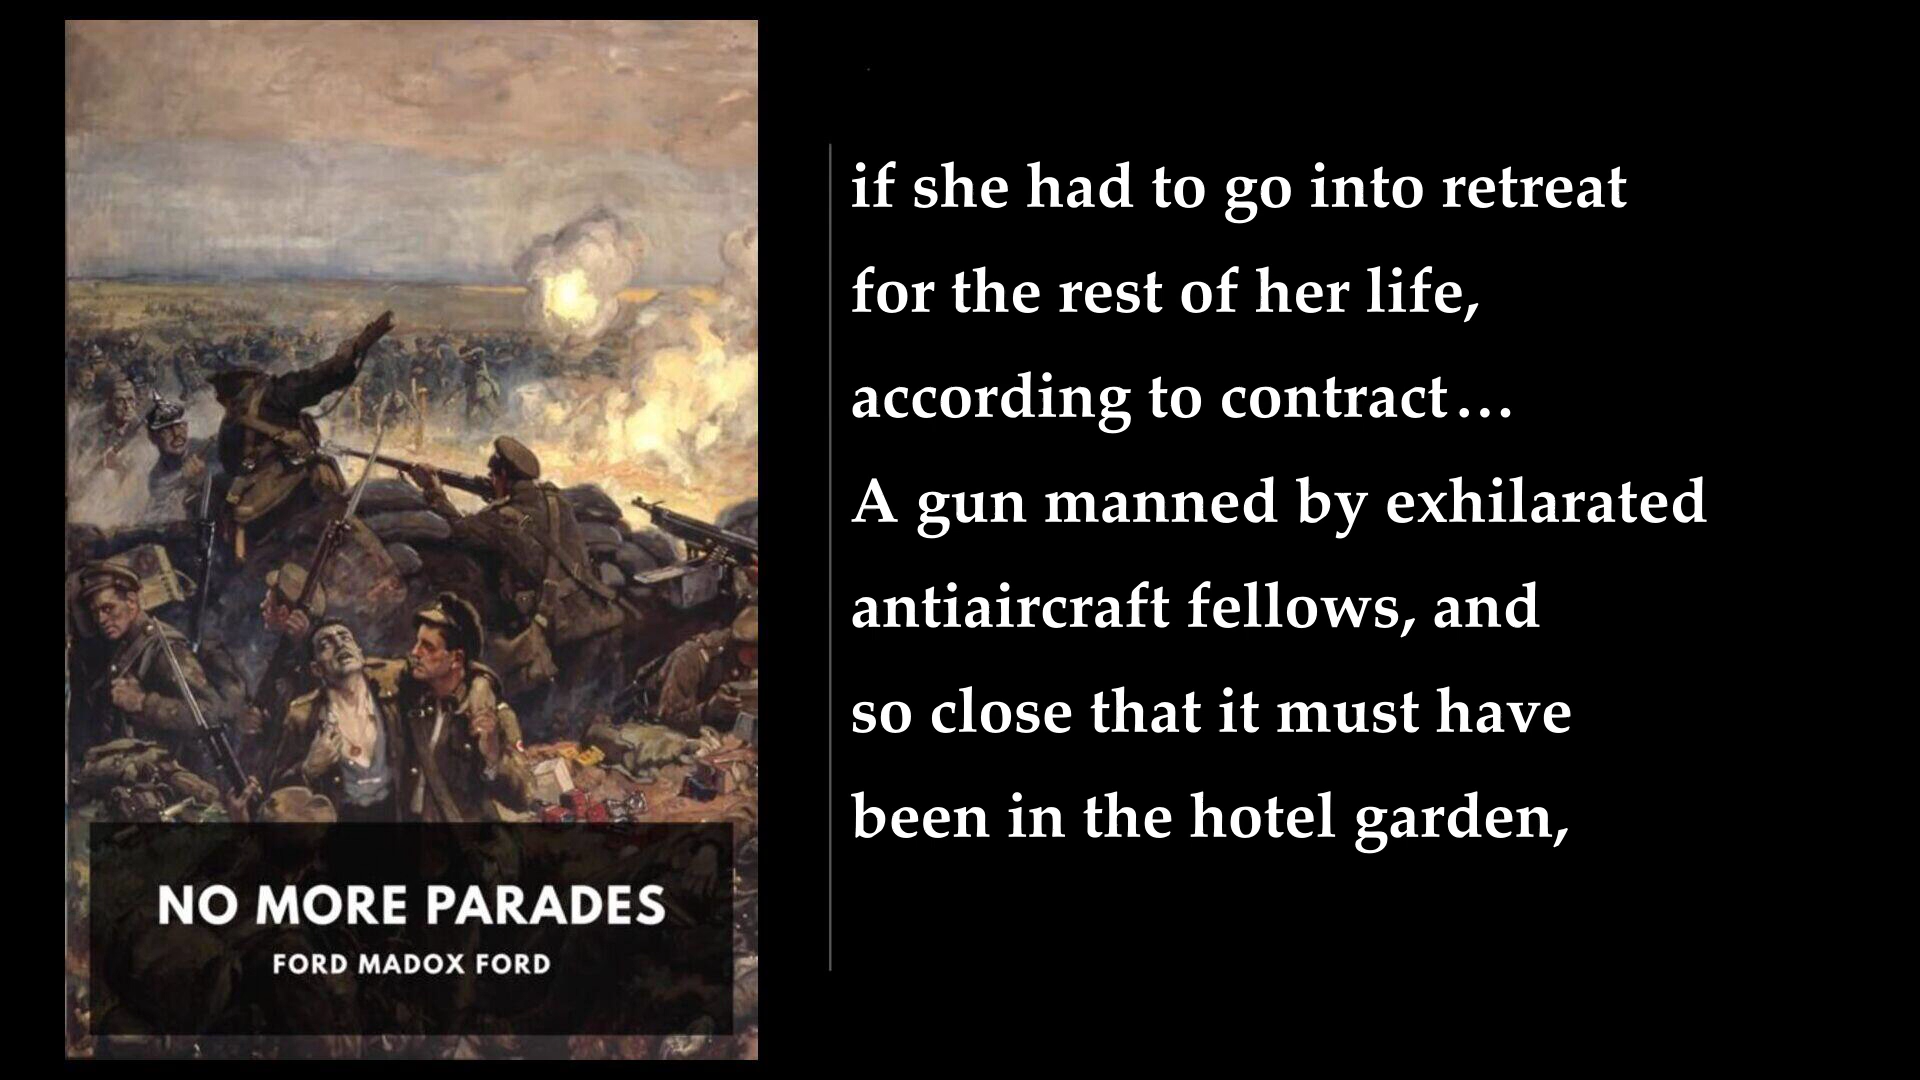 NO MORE PARADES
FORD MADOX FORD
if she had to go into retreat
for the rest of her life,
according to contract…
A gun manned by exhilarated
antiaircraft fellows, and
so close that it must have
been in the hotel garden,